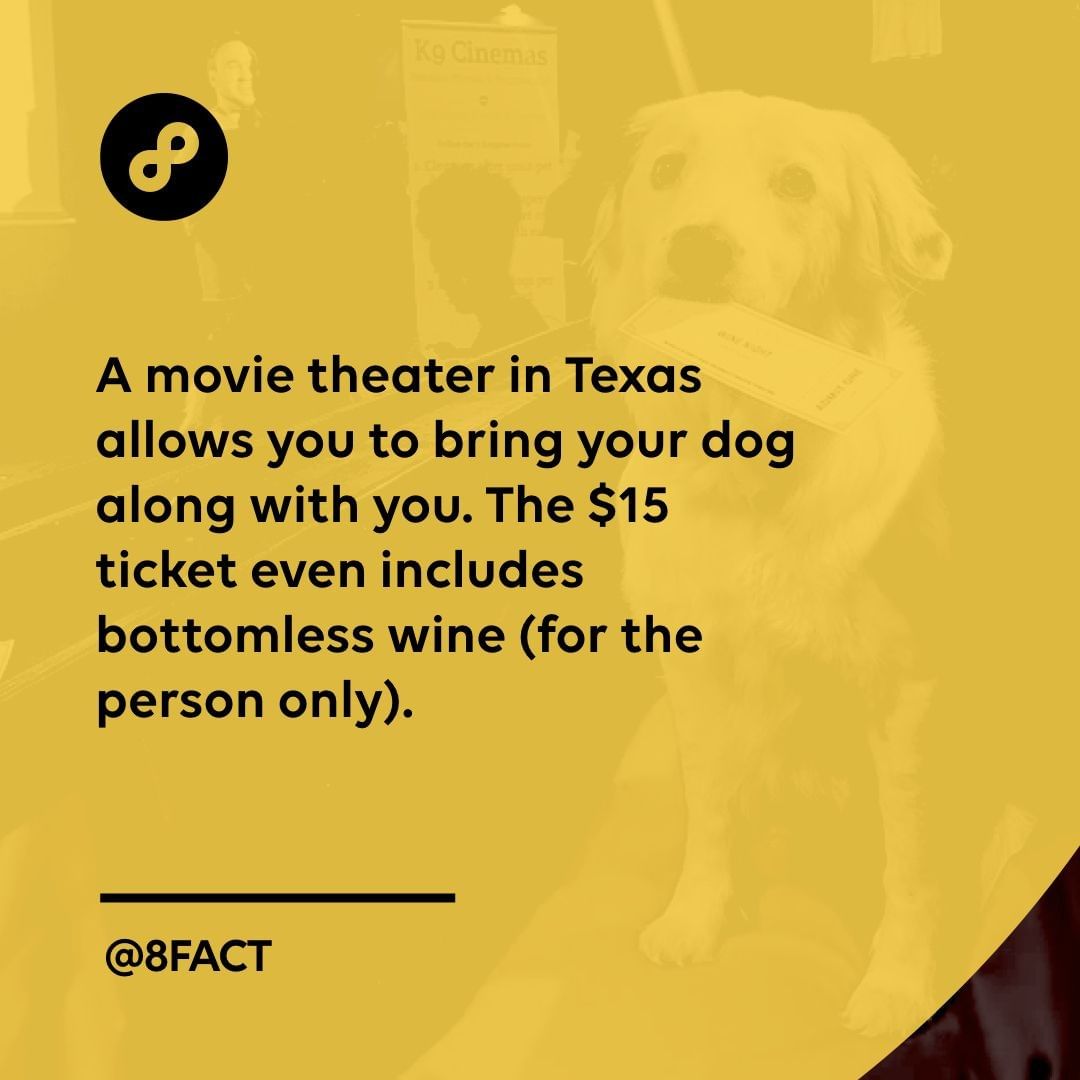 K9 Cinemas
A movie theater in Texas
allows you to bring your dog
along with you. The $15
ticket even includes
bottomless wine (for the
person only).
@8FACT